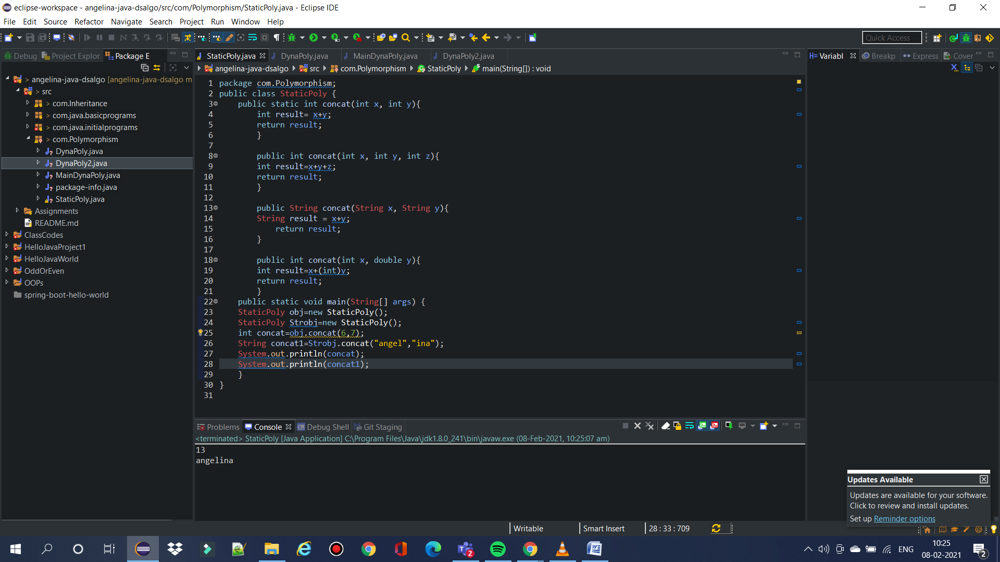 eclipse-workspace - angelina-java-dsalgo/src/com/Polymorphism/StaticPoly.java - Eclipse IDE
File Edit Source Refactor Navigate Search Project Run Window Help
Quick Access
Debug Project Explor Package E
StaticPoly.java DynaPoly.java MainDynaPoly.java DynaPoly2.java
Variabl Breakp Express Cover
angelina-java-dsalgo src com.Polymorphism StaticPoly main(String[]) : void
> angelina-java-dsalgo [angelina-java-dsalgo m
> src
> com.Inheritance
> com.java.basicprograms
> com.java.initialprograms
> com.Polymorphism
DynaPoly.java
DynaPoly2.java
MainDynaPoly.java
package-info.java
StaticPoly.java
Assignments
README.md
ClassCodes
HelloJavaProject1
HelloJavaWorld
OddOrEven
OOPs
spring-boot-hello-world
1 package com.Polymorphism;
2 public class StaticPoly {
3 public static int concat(int x, int y){
4 int result= x+y;
5 return result;
6 }
7
8 public int concat(int x, int y, int z){
9 int result=x+y+z;
10 return result;
11 }
12
13 public String concat(String x, String y){
14 String result = x+y;
15 return result;
16 }
17
18 public int concat(int x, double y){
19 int result=x+(int)y;
20 return result;
21 }
22 public static void main(String[] args) {
23 StaticPoly obj=new StaticPoly();
24 StaticPoly Strobj=new StaticPoly();
25 int concat=obj.concat(6,7);
26 String concat1=Strobj.concat("angel","ina");
27 System.out.println(concat);
28 System.out.println(concat1);
29 }
30 }
31
Problems Console Debug Shell Git Staging
<terminated> StaticPoly [Java Application] C:\Program Files\Java\jdk1.8.0_241\bin\javaw.exe (08-Feb-2021, 10:25:07 am)
13
angelina
Updates Available
Updates are available for your software.
Click to review and install updates.
Set up Reminder options
Writable Smart Insert 28 : 33 : 709
2
ENG
10:25
08-02-2021
2